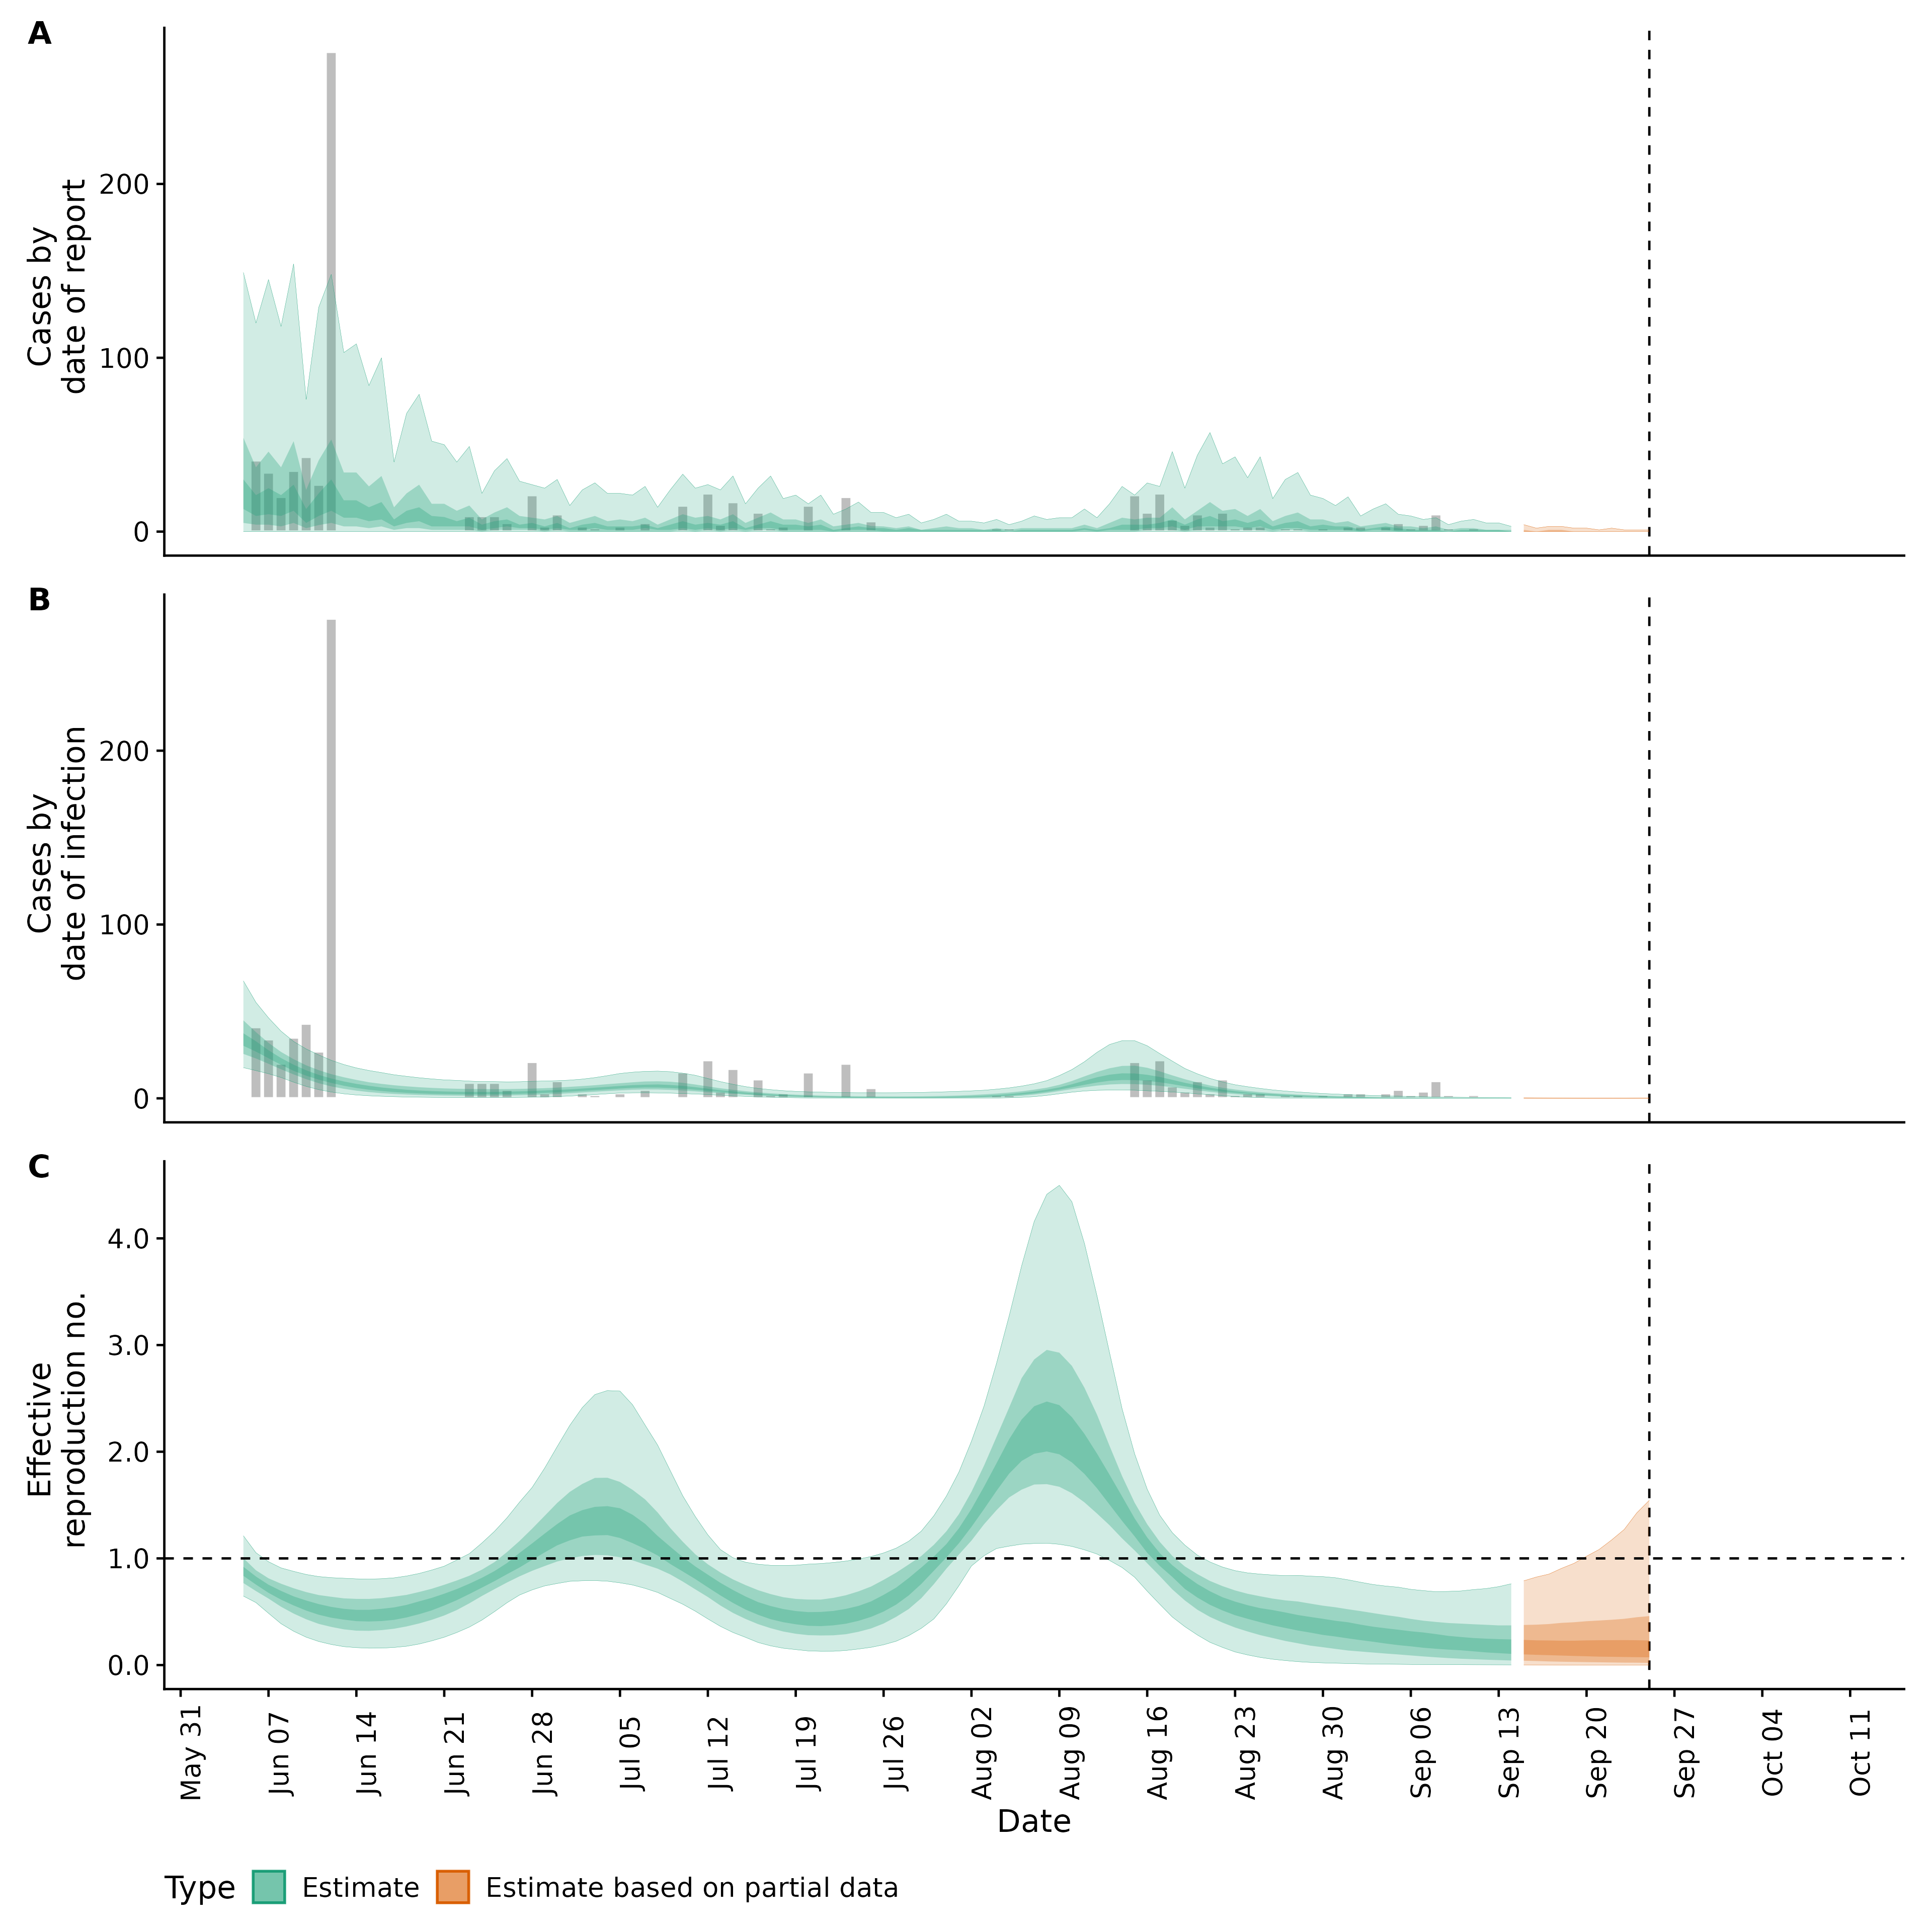 A
Cases by
date of report
200
100
0
B
Cases by
date of infection
200
100
0
C
Effective
reproduction no.
4.0
3.0
2.0
1.0
0.0
May 31
Jun 07
Jun 14
Jun 21
Jun 28
Jul 05
Jul 12
Jul 19
Jul 26
Aug 02
Aug 09
Aug 16
Aug 23
Aug 30
Sep 06
Sep 13
Sep 20
Sep 27
Oct 04
Oct 11
Date
Type Estimate Estimate based on partial data